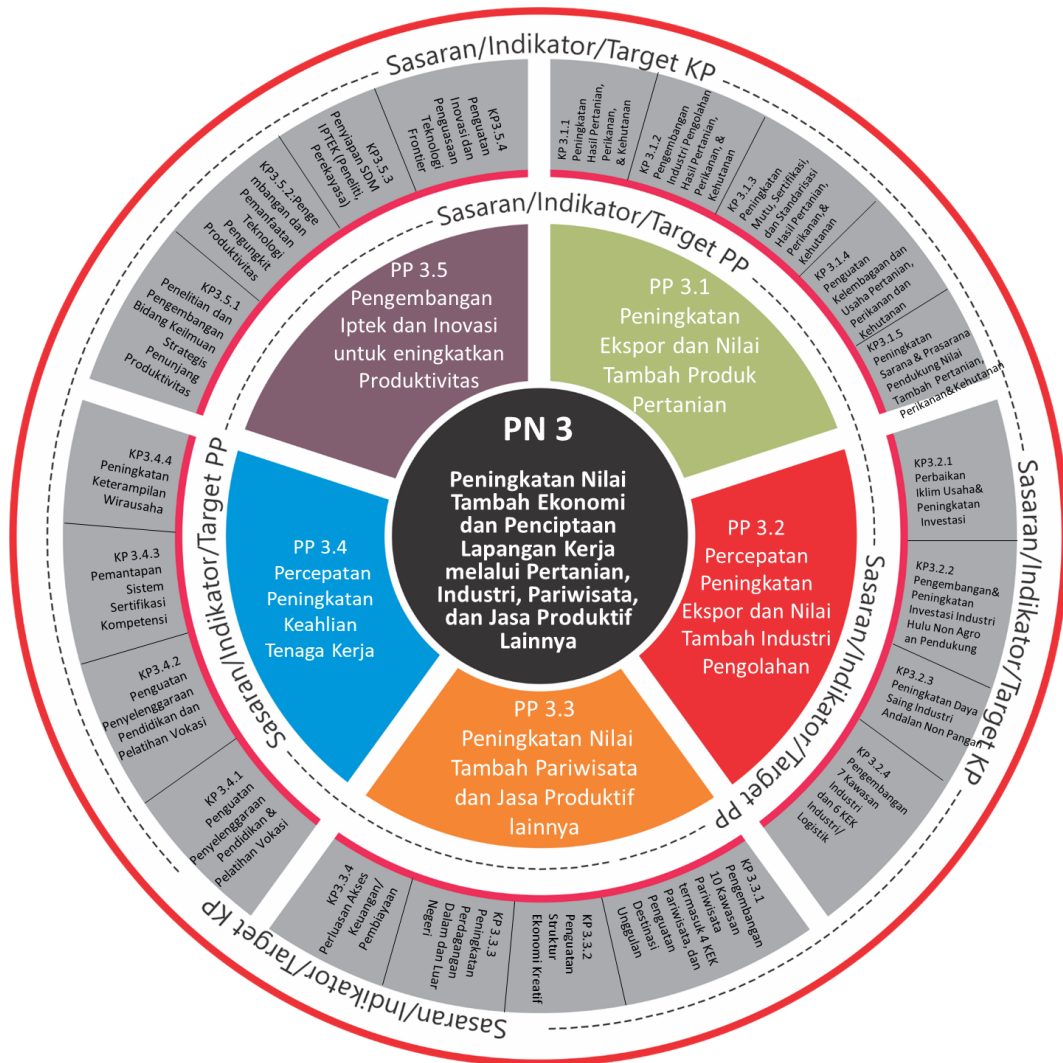 Sasaran/Indikator/Target KP
Sasaran/Indikator/Target PP
PN 3
Peningkatan Nilai
Tambah Ekonomi
dan Penciptaan
Lapangan Kerja
melalui Pertanian,
Industri, Pariwisata,
dan Jasa Produktif
Lainnya
PP 3.1
Peningkatan
Ekspor dan Nilai
Tambah Produk
Pertanian
KP 3.1.1
Peningkatan
Hasil Pertanian,
Perikanan,
& Kehutanan
KP 3.1.2
Pengembangan
Industri Pengolahan
Hasil Pertanian,
Perikanan, &
Kehutanan
KP 3.1.3
Peningkatan
Mutu, Sertifikasi,
dan Standarisasi
Hasil Pertanian,
Perikanan,&
Kehutanan
KP 3.1.4
Penguatan
Kelembagaan dan
Usaha Pertanian,
Perikanan dan
Kehutanan
KP3.1.5
Peningkatan
Sarana & Prasarana
Pendukung Nilai
Tambah Pertanian,
Perikanan&Kehutanan
Sasaran/Indikator/Target KP
Sasaran/Indikator/Target PP
PP 3.2
Percepatan
Peningkatan
Ekspor dan Nilai
Tambah Industri
Pengolahan
KP3.2.1
Perbaikan
Iklim Usaha&
Peningkatan
Investasi
KP3.2.2
Pengembangan&
Peningkatan
Investasi Industri
Hulu Non Agro
an Pendukung
KP3.2.3
Peningkatan Daya
Saing Industri
Andalan Non Pangan
KP 3.2.4
Pengembangan
7 Kawasan
Industri
dan 6 KEK
Industri/
Logistik
PP 3.3
Peningkatan Nilai
Tambah Pariwisata
dan Jasa Produktif
lainnya
KP 3.3.1
Pengembangan
10 Kawasan
Pariwisata
termasuk 4 KEK
Pariwisata, dan
Penguatan
Destinasi
Unggulan
KP 3.3.2
Penguatan
Struktur
Ekonomi Kreatif
KP 3.3.3
Peningkatan
Perdagangan
Dalam dan Luar
Negeri
KP3.3.4
Perluasan Akses
Keuangan/
Pembiayaan
Sasaran/Indikator/Target KP
Sasaran/Indikator/Target PP
PP 3.4
Percepatan
Peningkatan
Keahlian
Tenaga Kerja
KP 3.4.1
Penguatan
Penyelenggaraan
Pendidikan &
Pelatihan Vokasi
KP3.4.2
Penguatan
Penyelenggaraan
Pendidikan dan
Pelatihan Vokasi
KP 3.4.3
Pemantapan
Sistem
Sertifikasi
Kompetensi
KP3.4.4
Peningkatan
Keterampilan
Wirausaha
PP 3.5
Pengembangan
Iptek dan Inovasi
untuk eningkatkan
Produktivitas
KP3.5.1
Penelitian dan
Pengembangan
Bidang Keilmuan
Strategis
Penunjang
Produktivitas
KP3.5.2:Penge
mbangan dan
Pemanfaatan
Teknologi
Pengungkit
Produktivitas
KP3.5.3
Penyiapan SDM
IPTEK (Peneliti,
Perekayasa)
KP3.5.4
Penguatan
Inovasi dan
Penguasaan
Teknologi
Frontier